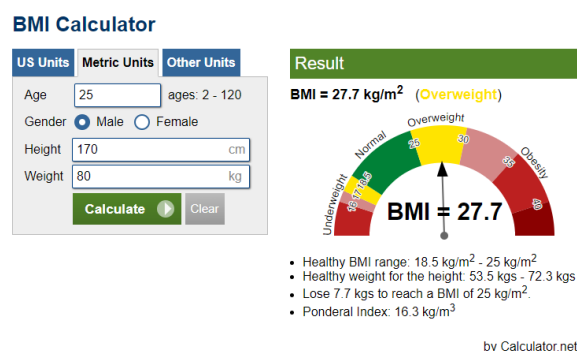 BMI Calculator
US Units Metric Units Other Units
Age 25 ages: 2 - 120
Gender Male Female
Height 170 cm
Weight 80 kg
Calculate Clear
Result
BMI = 27.7 kg/m² (Overweight)
Underweight Normal Overweight Obesity
16 17 18.5 25 30 35 40
BMI = 27.7
Healthy BMI range: 18.5 kg/m² - 25 kg/m²
Healthy weight for the height: 53.5 kgs - 72.3 kgs
Lose 7.7 kgs to reach a BMI of 25 kg/m².
Ponderal Index: 16.3 kg/m³
by Calculator.net